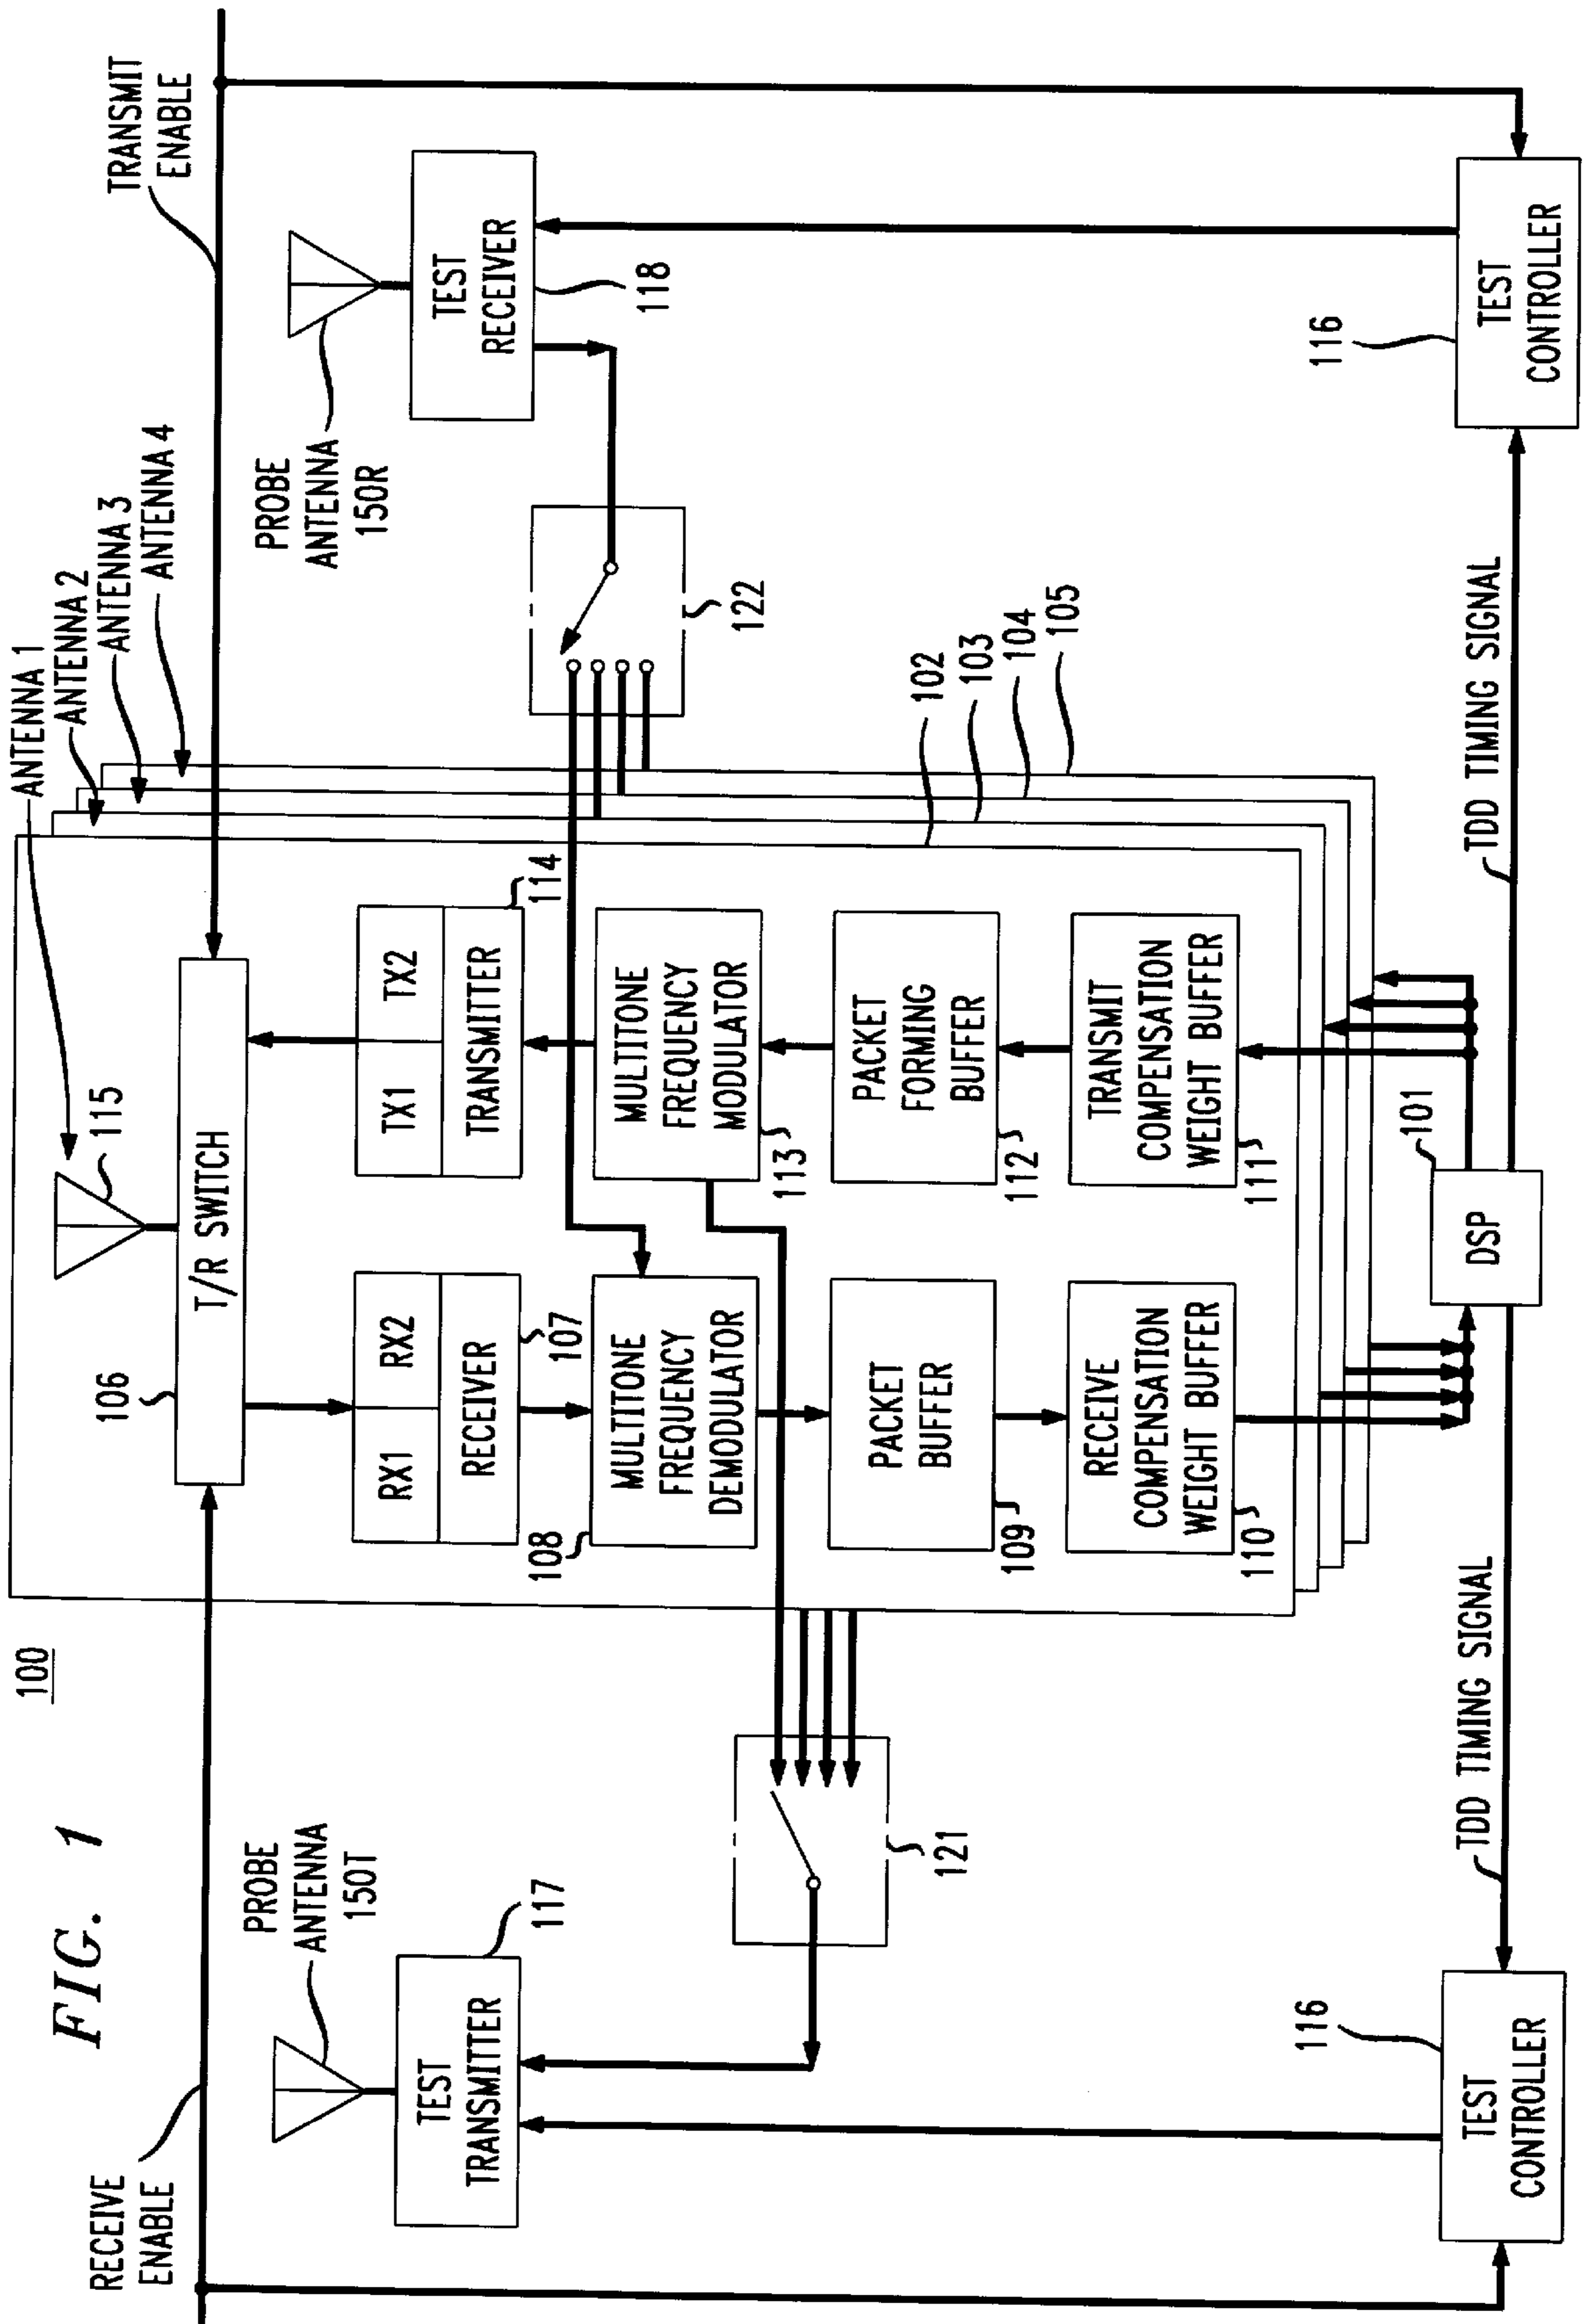 FIG. 1
100
RECEIVE
ENABLE
PROBE
ANTENNA
150T
TEST
TRANSMITTER
117
121
116
TEST
CONTROLLER
TDD TIMING SIGNAL
ANTENNA 1
ANTENNA 2
ANTENNA 3
ANTENNA 4
115
106
T/R SWITCH
RX1
RX2
RECEIVER
107
108
MULTITONE
FREQUENCY
DEMODULATOR
PACKET
BUFFER
109
RECEIVE
COMPENSATION
WEIGHT BUFFER
110
TX1
TX2
TRANSMITTER
114
MULTITONE
FREQUENCY
MODULATOR
113
PACKET
FORMING
BUFFER
112
TRANSMIT
COMPENSATION
WEIGHT BUFFER
111
101
DSP
102
103
104
105
122
TRANSMIT
ENABLE
PROBE
ANTENNA
150R
TEST
RECEIVER
118
116
TEST
CONTROLLER
TDD TIMING SIGNAL